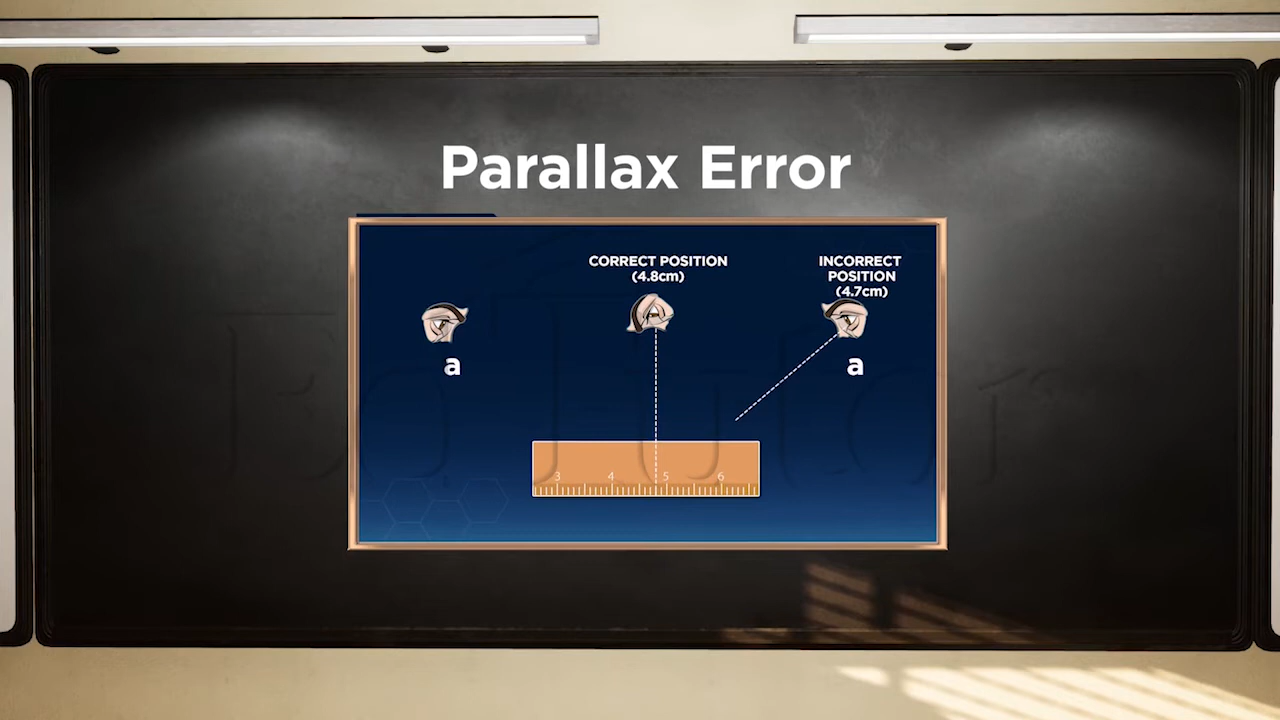 Parallax Error
CORRECT POSITION
(4.8cm)
INCORRECT
POSITION
(4.7cm)
a
a
3 4 5 6